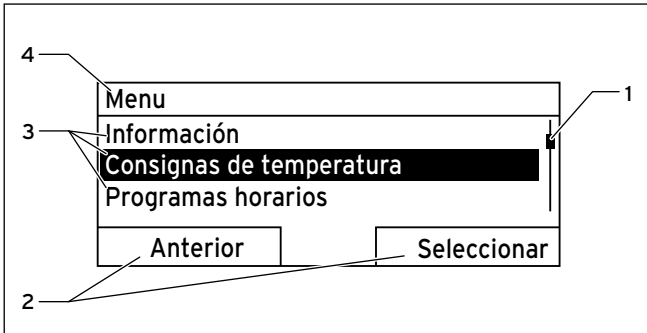 4
Menu
1
3
Información
Consignas de temperatura
Programas horarios
Anterior
Seleccionar
2